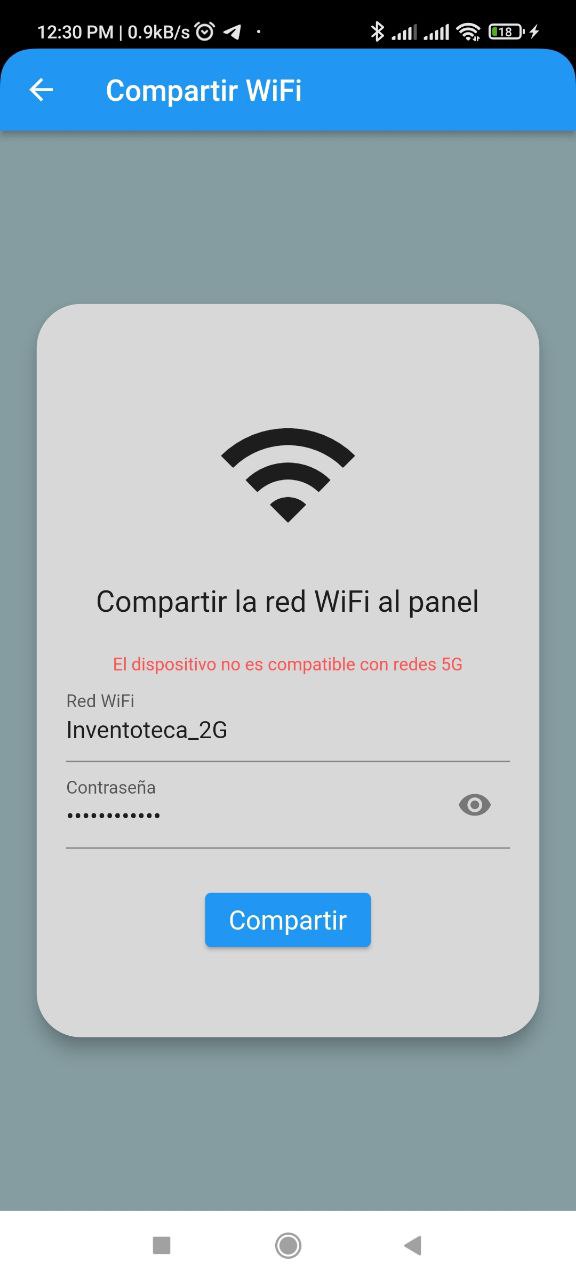 12:30 PM | 0.9kB/s
18
Compartir WiFi
Compartir la red WiFi al panel
El dispositivo no es compatible con redes 5G
Red WiFi
Inventoteca_2G
Contraseña
••••••••••••
Compartir